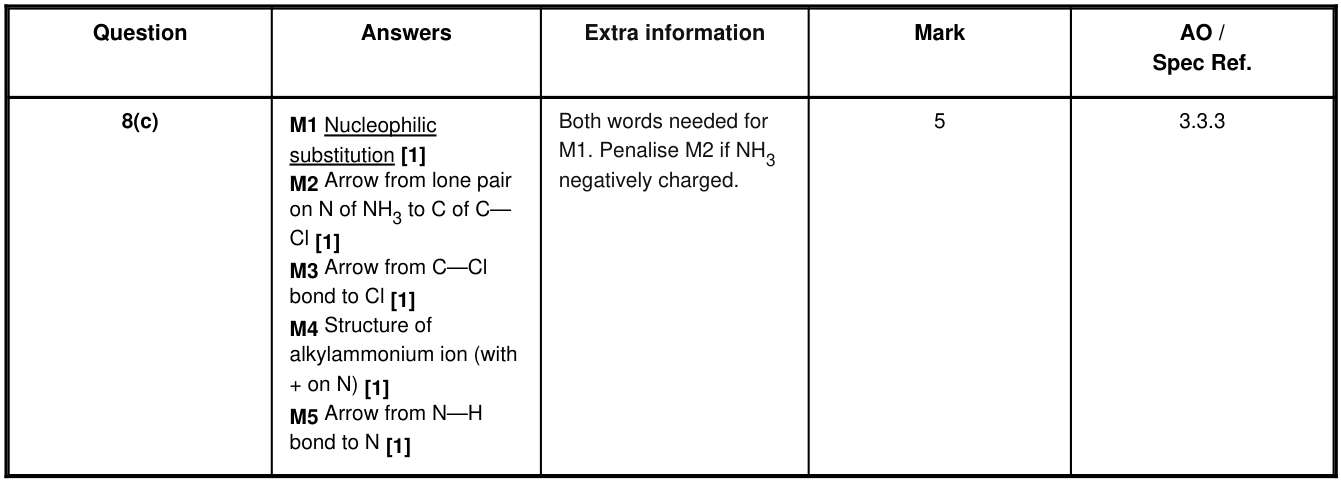 Question Answers Extra information Mark AO /
Spec Ref.
8(c)
M1 Nucleophilic
substitution [1]
M2 Arrow from lone pair
on N of NH3 to C of C—
Cl [1]
M3 Arrow from C—Cl
bond to Cl [1]
M4 Structure of
alkylammonium ion (with
+ on N) [1]
M5 Arrow from N—H
bond to N [1]
Both words needed for
M1. Penalise M2 if NH3
negatively charged.
5
3.3.3